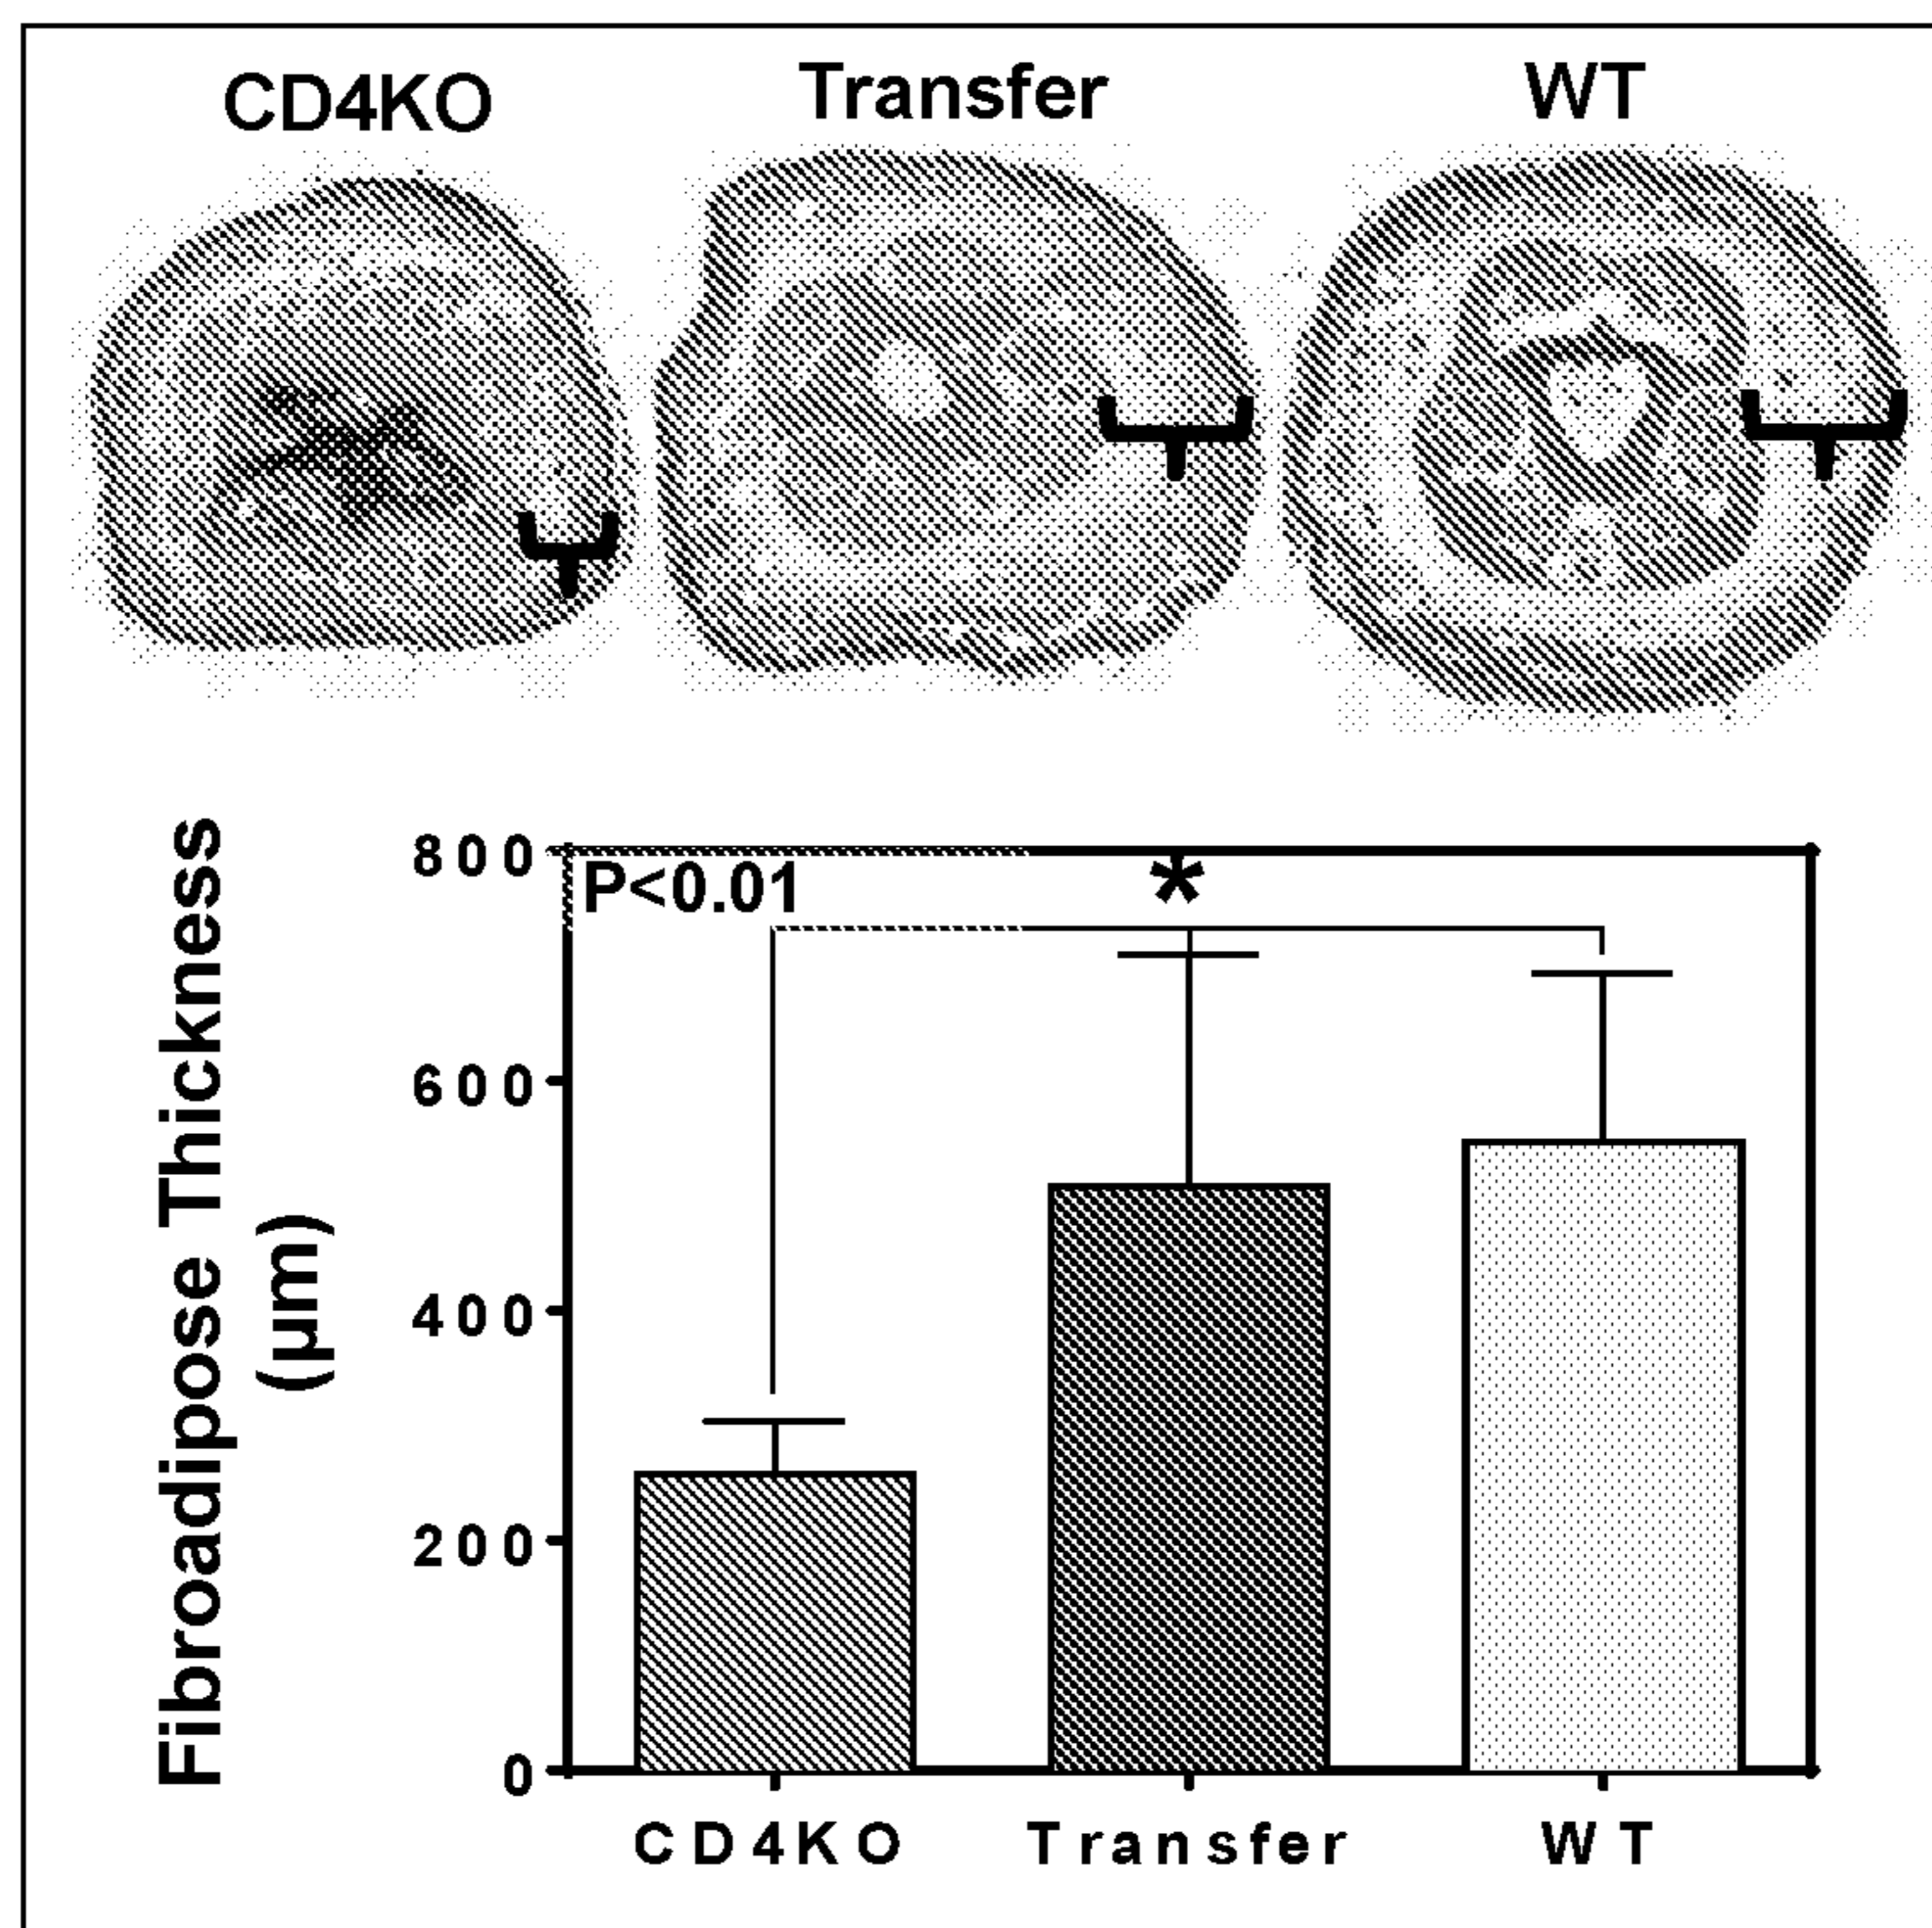 CD4KO
Transfer
WT
Fibroadipose Thickness
(µm)
800
P<0.01
*
600
400
200
0
CD4KO
Transfer
WT